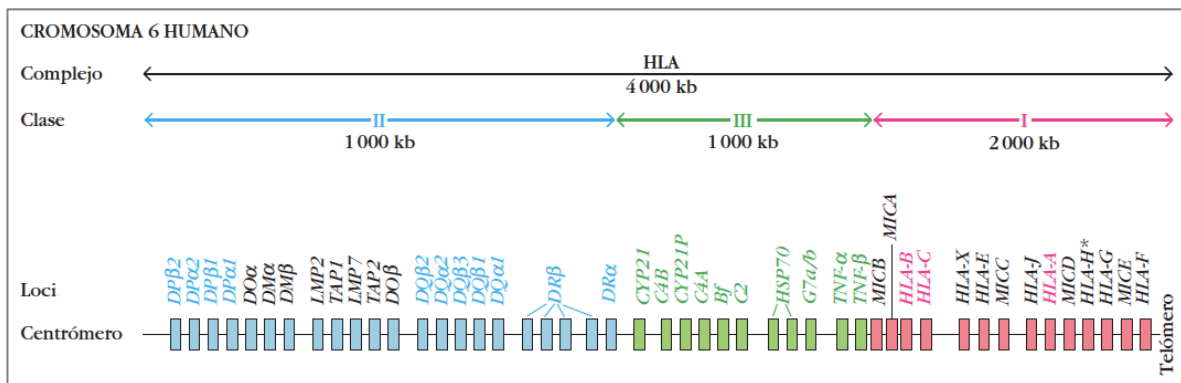 CROMOSOMA 6 HUMANO
Complejo
HLA
4 000 kb
Clase
II
III
I
1 000 kb
1 000 kb
2 000 kb
Loci
DPβ2
DPα2
DPβ1
DPα1
DOα
DMα
DMβ
LMP2
TAP1
LMP7
TAP2
DOβ
DQβ2
DQα2
DQβ3
DQβ1
DQα1
DRβ
DRα
CYP21
C4B
CYP21P
C4A
Bf
C2
HSP70
G7a/b
TNF-α
TNF-β
MICB
MICA
HLA-B
HLA-C
HLA-X
HLA-E
MICC
HLA-J
HLA-A
MICD
HLA-H*
HLA-G
MICE
HLA-F
Centrómero
Telómero